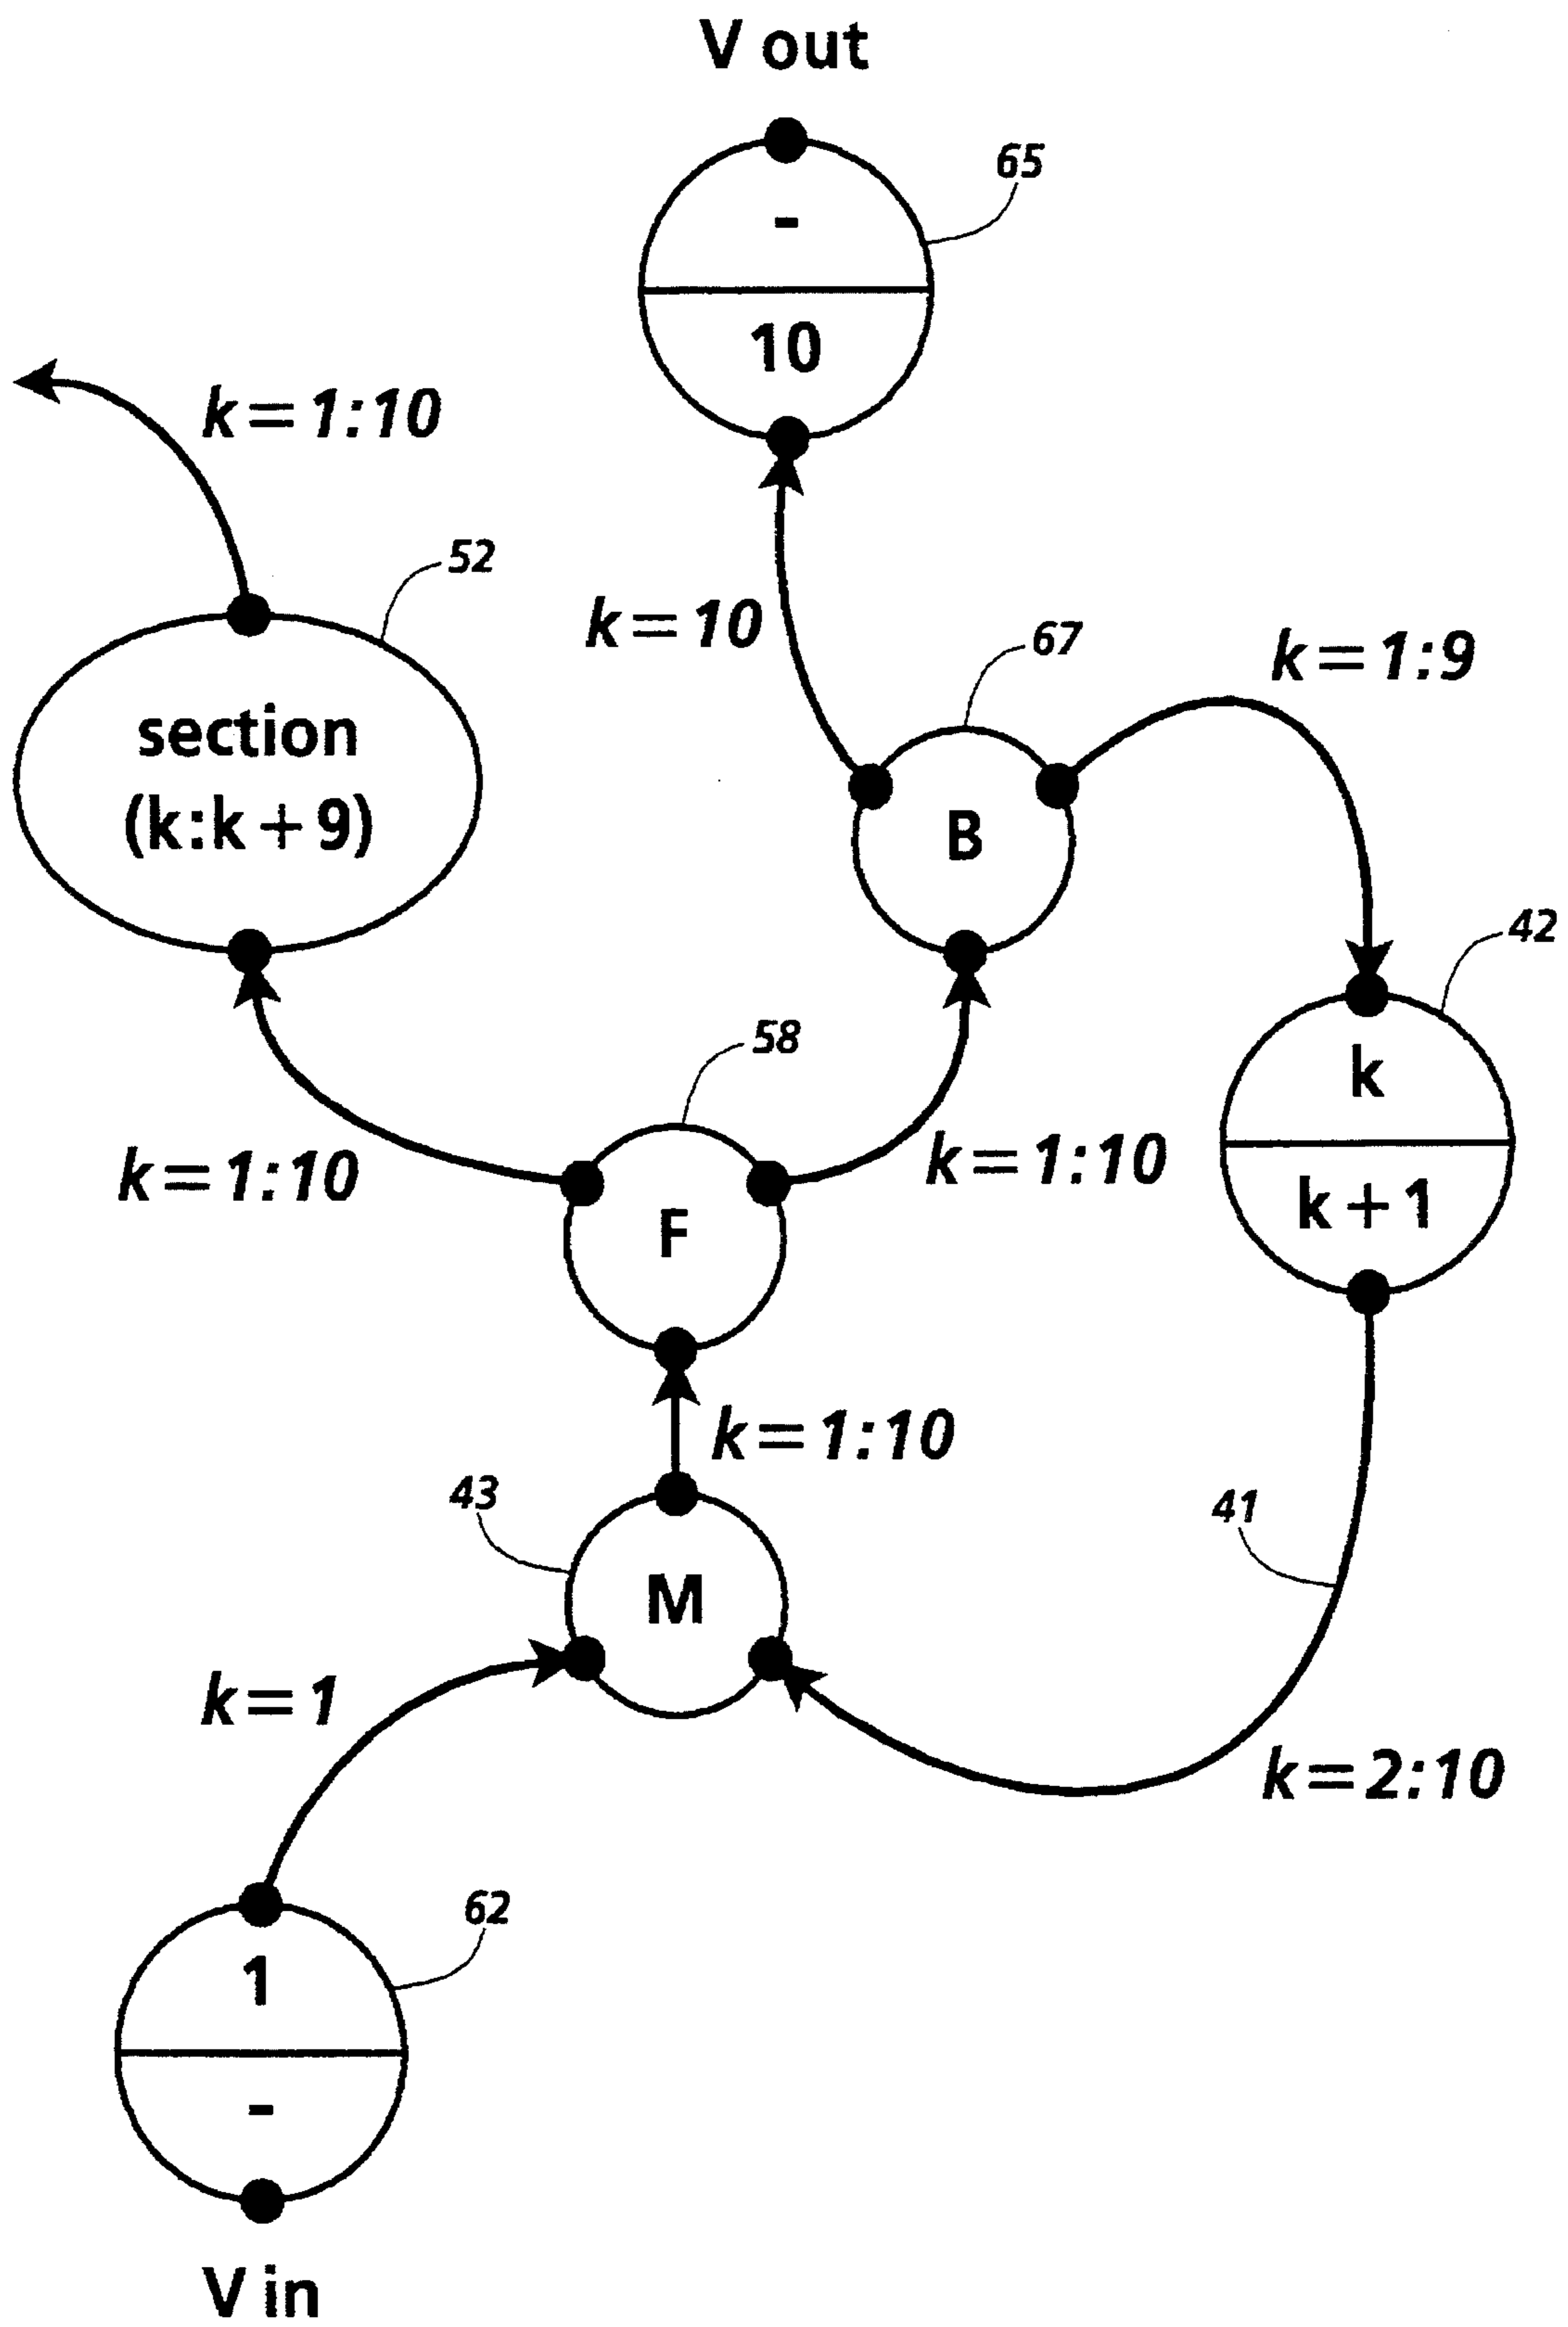 V out
65
-
10
k=1:10
52
k=10
67
k=1:9
section
(k:k+9)
B
42
k
k+1
58
k=1:10
k=1:10
F
k=1:10
43
41
M
k=1
k=2:10
62
1
-
V in